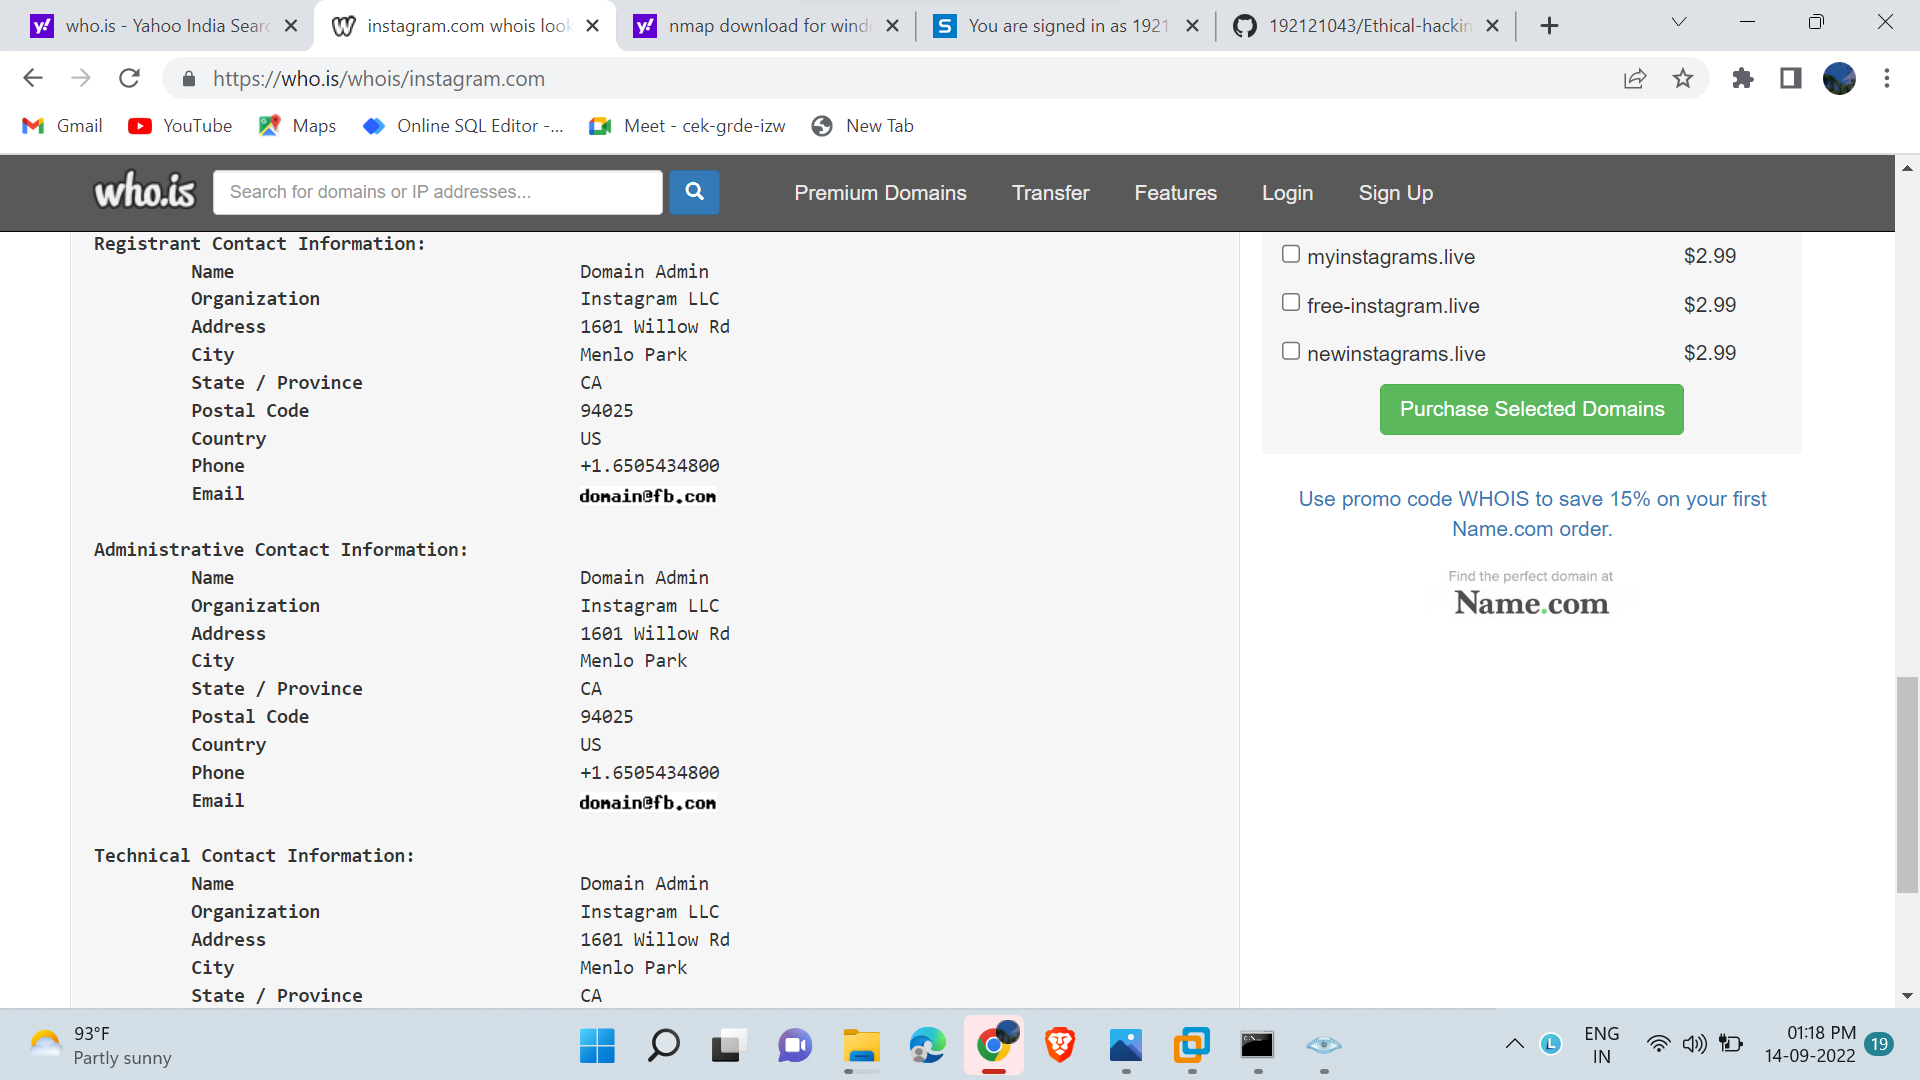 who.is - Yahoo India Searc
instagram.com whois look
nmap download for windo
You are signed in as 1921
192121043/Ethical-hackin
https://who.is/whois/instagram.com
Gmail
YouTube
Maps
Online SQL Editor -...
Meet - cek-grde-izw
New Tab
who.is
Search for domains or IP addresses...
Premium Domains
Transfer
Features
Login
Sign Up
Registrant Contact Information:
Name Domain Admin
Organization Instagram LLC
Address 1601 Willow Rd
City Menlo Park
State / Province CA
Postal Code 94025
Country US
Phone +1.6505434800
Email domain@fb.com
Administrative Contact Information:
Name Domain Admin
Organization Instagram LLC
Address 1601 Willow Rd
City Menlo Park
State / Province CA
Postal Code 94025
Country US
Phone +1.6505434800
Email domain@fb.com
Technical Contact Information:
Name Domain Admin
Organization Instagram LLC
Address 1601 Willow Rd
City Menlo Park
State / Province CA
myinstagrams.live $2.99
free-instagram.live $2.99
newinstagrams.live $2.99
Purchase Selected Domains
Use promo code WHOIS to save 15% on your first
Name.com order.
Find the perfect domain at
Name.com
93°F
Partly sunny
L
ENG
IN
01:18 PM
14-09-2022
19